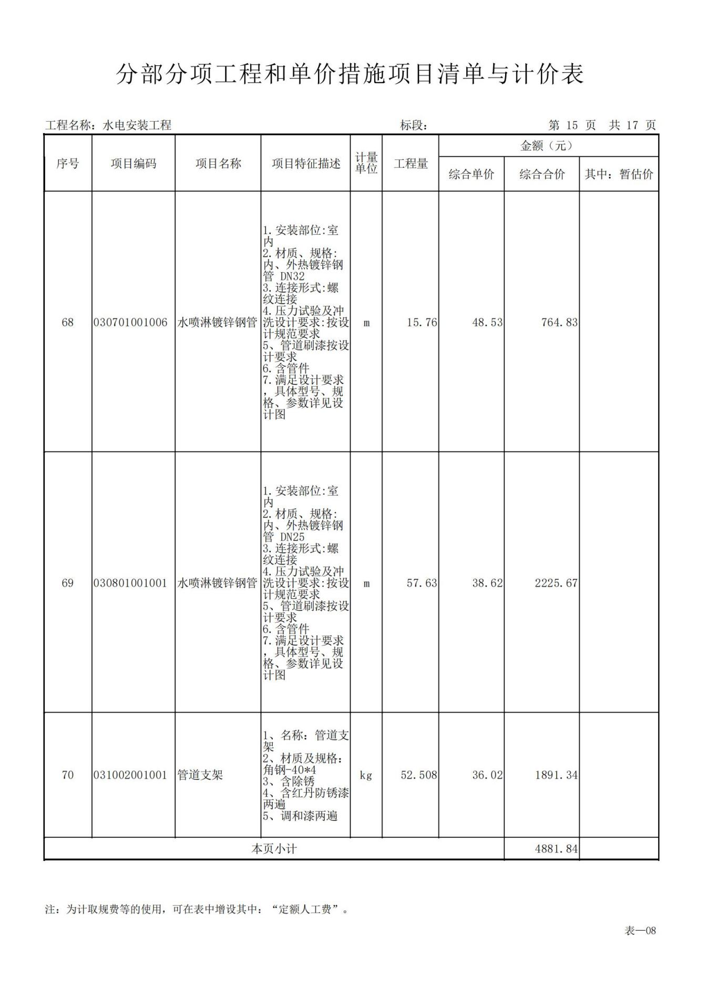 分部分项工程和单价措施项目清单与计价表
工程名称：水电安装工程 标段： 第 15 页 共 17 页
序号 项目编码 项目名称 项目特征描述 计量单位 工程量 金额（元）
综合单价 综合合价 其中：暂估价
1.安装部位:室
内
2.材质、规格:
内、外热镀锌钢
管 DN32
3.连接形式:螺
纹连接
4.压力试验及冲
68 030701001006 水喷淋镀锌钢管 洗设计要求:按设 m 15.76 48.53 764.83
计规范要求
5、管道刷漆按设
计要求
6.含管件
7.满足设计要求
，具体型号、规
格、参数详见设
计图
1.安装部位:室
内
2.材质、规格:
内、外热镀锌钢
管 DN25
3.连接形式:螺
纹连接
4.压力试验及冲
69 030801001001 水喷淋镀锌钢管 洗设计要求:按设 m 57.63 38.62 2225.67
计规范要求
5、管道刷漆按设
计要求
6.含管件
7.满足设计要求
，具体型号、规
格、参数详见设
计图
1、名称：管道支
架
2、材质及规格：
角钢-40*4
70 031002001001 管道支架 3、含除锈 kg 52.508 36.02 1891.34
4、含红丹防锈漆
两遍
5、调和漆两遍
本页小计 4881.84
注：为计取规费等的使用，可在表中增设其中：“定额人工费”。
表—08